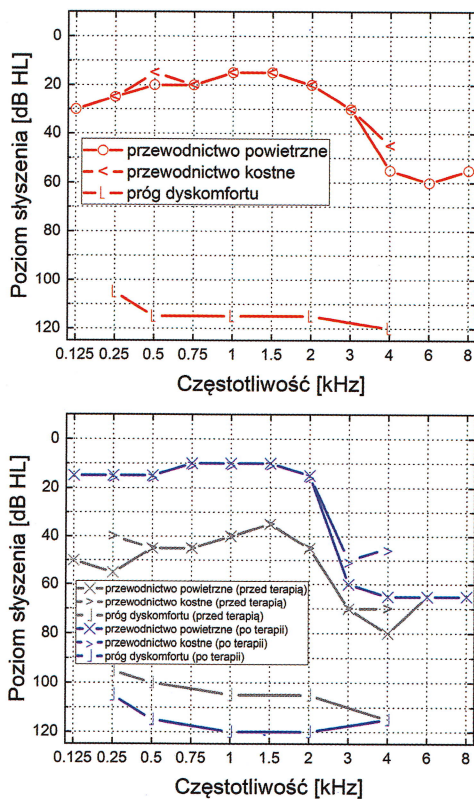 Poziom słyszenia [dB HL]
0
20
40
60
80
100
120
przewodnictwo powietrzne
przewodnictwo kostne
próg dyskomfortu
0.125 0.25 0.5 0.75 1 1.5 2 3 4 6 8
Częstotliwość [kHz]
Poziom słyszenia [dB HL]
0
20
40
60
80
100
120
przewodnictwo powietrzne (przed terapią)
przewodnictwo kostne (przed terapią)
próg dyskomfortu (przed terapią)
przewodnictwo powietrzne (po terapii)
przewodnictwo kostne (po terapii)
próg dyskomfortu (po terapii)
0.125 0.25 0.5 0.75 1 1.5 2 3 4 6 8
Częstotliwość [kHz]